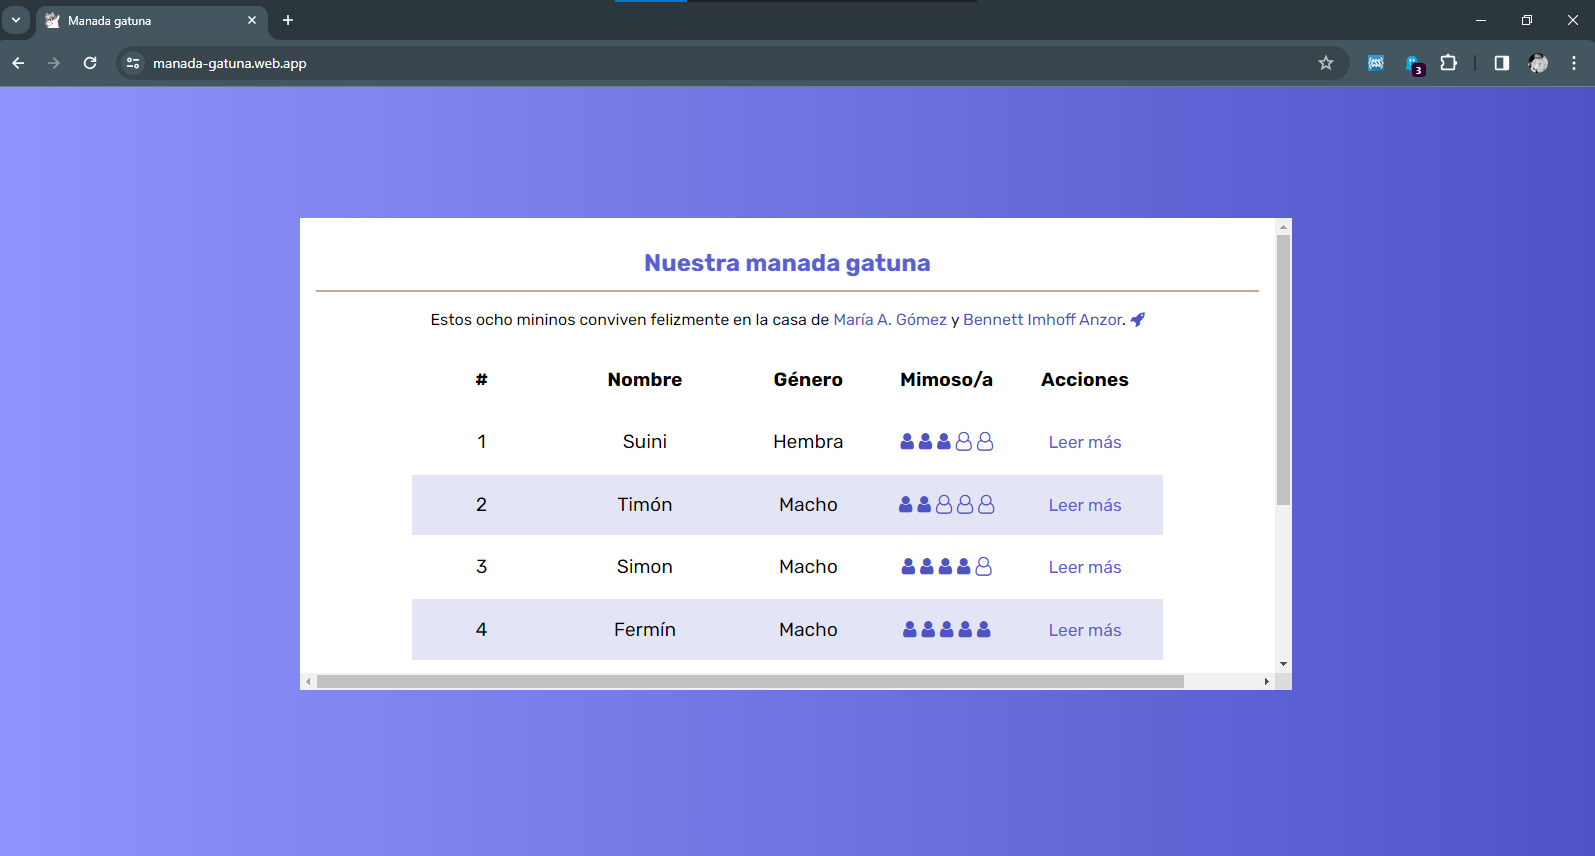 Manada gatuna
manada-gatuna.web.app
3
Nuestra manada gatuna
Estos ocho mininos conviven felizmente en la casa de María A. Gómez y Bennett Imhoff Anzor.
# Nombre Género Mimoso/a Acciones
1 Suini Hembra Leer más
2 Timón Macho Leer más
3 Simon Macho Leer más
4 Fermín Macho Leer más